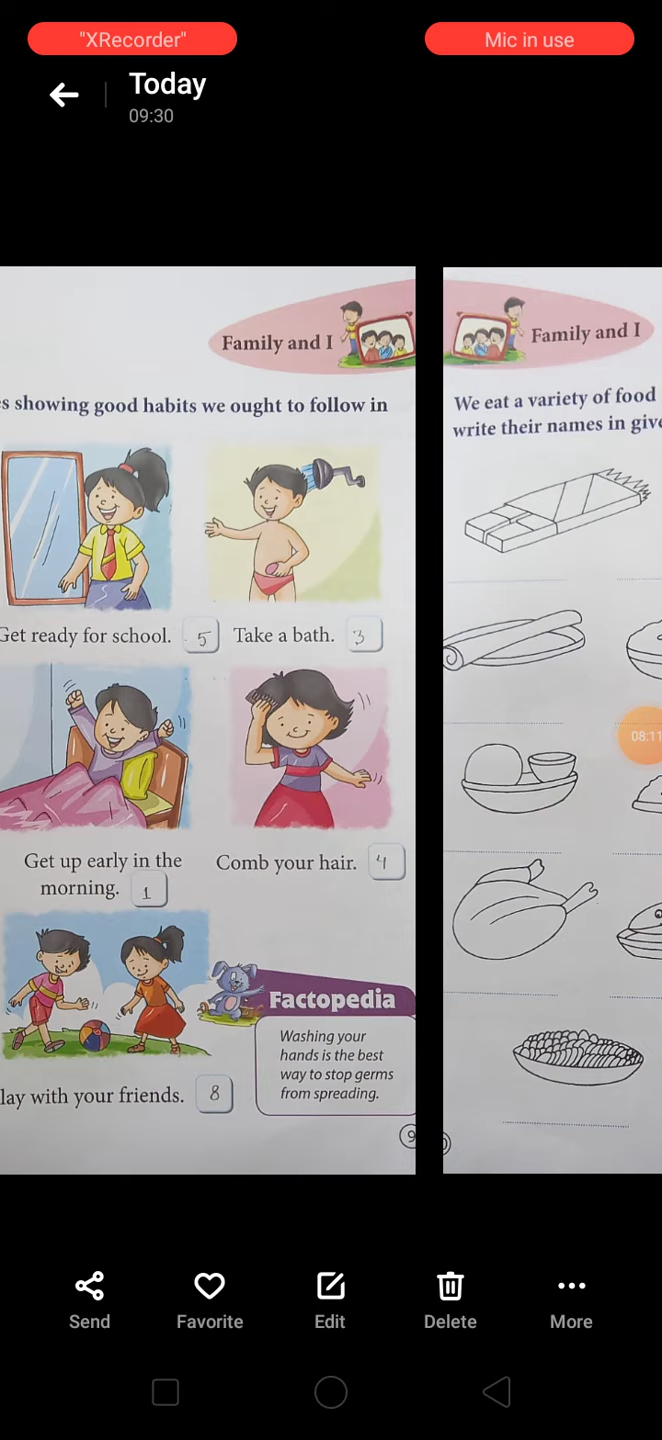 "XRecorder"
Mic in use
Today
09:30
Family and I
s showing good habits we ought to follow in
Get ready for school. 5
Take a bath. 3
Get up early in the
morning. 1
Comb your hair. 4
lay with your friends. 8
Factopedia
Washing your
hands is the best
way to stop germs
from spreading.
9
Family and I
We eat a variety of food
write their names in give
08:11
Send
Favorite
Edit
Delete
More